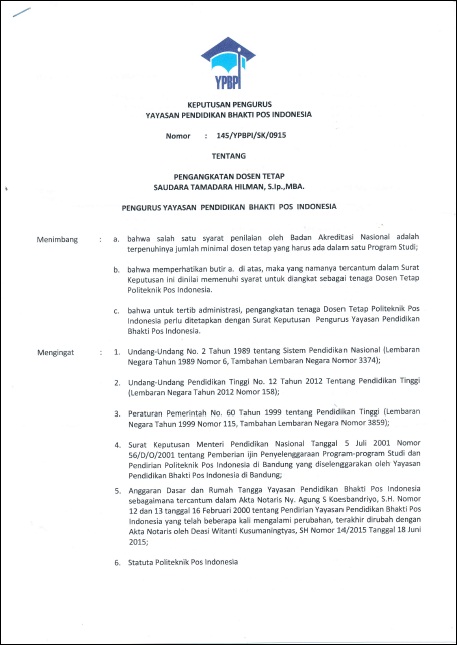 YPBPI
KEPUTUSAN PENGURUS
YAYASAN PENDIDIKAN BHAKTI POS INDONESIA
Nomor : 145/YPBPI/SK/0915
TENTANG
PENGANGKATAN DOSEN TETAP
SAUDARA TAMADARA HILMAN, S.Ip.,MBA.
PENGURUS YAYASAN PENDIDIKAN BHAKTI POS INDONESIA
Menimbang : a. bahwa salah satu syarat penilaian oleh Badan Akreditasi Nasional adalah
terpenuhinya jumlah minimal dosen tetap yang harus ada dalam satu Program Studi;
b. bahwa memperhatikan butir a. di atas, maka yang namanya tercantum dalam Surat
Keputusan ini dinilai memenuhi syarat untuk diangkat sebagai tenaga Dosen Tetap
Politeknik Pos Indonesia.
c. bahwa untuk tertib administrasi, pengangkatan tenaga Dosen Tetap Politeknik Pos
Indonesia perlu ditetapkan dengan Surat Keputusan Pengurus Yayasan Pendidikan
Bhakti Pos Indonesia.
Mengingat : 1. Undang-Undang No. 2 Tahun 1989 tentang Sistem Pendidikan Nasional (Lembaran
Negara Tahun 1989 Nomor 6, Tambahan Lembaran Negara Nomor 3374);
2. Undang-Undang Pendidikan Tinggi No. 12 Tahun 2012 Tentang Pendidikan Tinggi
(Lembaran Negara Tahun 2012 Nomor 158);
3. Peraturan Pemerintah No. 60 Tahun 1999 tentang Pendidikan Tinggi (Lembaran
Negara Tahun 1999 Nomor 115, Tambahan Lembaran Negara Nomor 3859);
4. Surat Keputusan Menteri Pendidikan Nasional Tanggal 5 Juli 2001 Nomor
56/D/O/2001 tentang Pemberian ijin Penyelenggaraan Program-program Studi dan
Pendirian Politeknik Pos Indonesia di Bandung yang diselenggarakan oleh Yayasan
Pendidikan Bhakti Pos Indonesia di Bandung;
5. Anggaran Dasar dan Rumah Tangga Yayasan Pendidikan Bhakti Pos Indonesia
sebagaimana tercantum dalam Akta Notaris Ny. Agung S Koesbandriyo, S.H. Nomor
12 dan 13 tanggal 16 Februari 2000 tentang Pendirian Yayasan Pendidikan Bhakti Pos
Indonesia yang telah beberapa kali mengalami perubahan, terakhir dirubah dengan
Akta Notaris oleh Deasi Witanti Kusumaningtyas, SH Nomor 14/2015 Tanggal 18 Juni
2015;
6. Statuta Politeknik Pos Indonesia